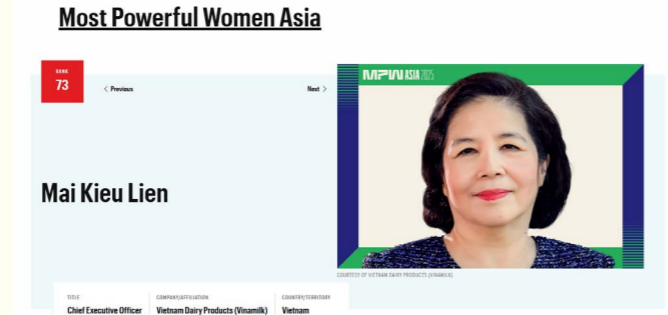 Most Powerful Women Asia
RANK
73
< Previous
Next >
MPW ASIA 2025
Mai Kieu Lien
COURTESY OF VIETNAM DAIRY PRODUCTS (VINAMILK)
TITLE
Chief Executive Officer
COMPANY/AFFILIATION
Vietnam Dairy Products (Vinamilk)
COUNTRY/TERRITORY
Vietnam